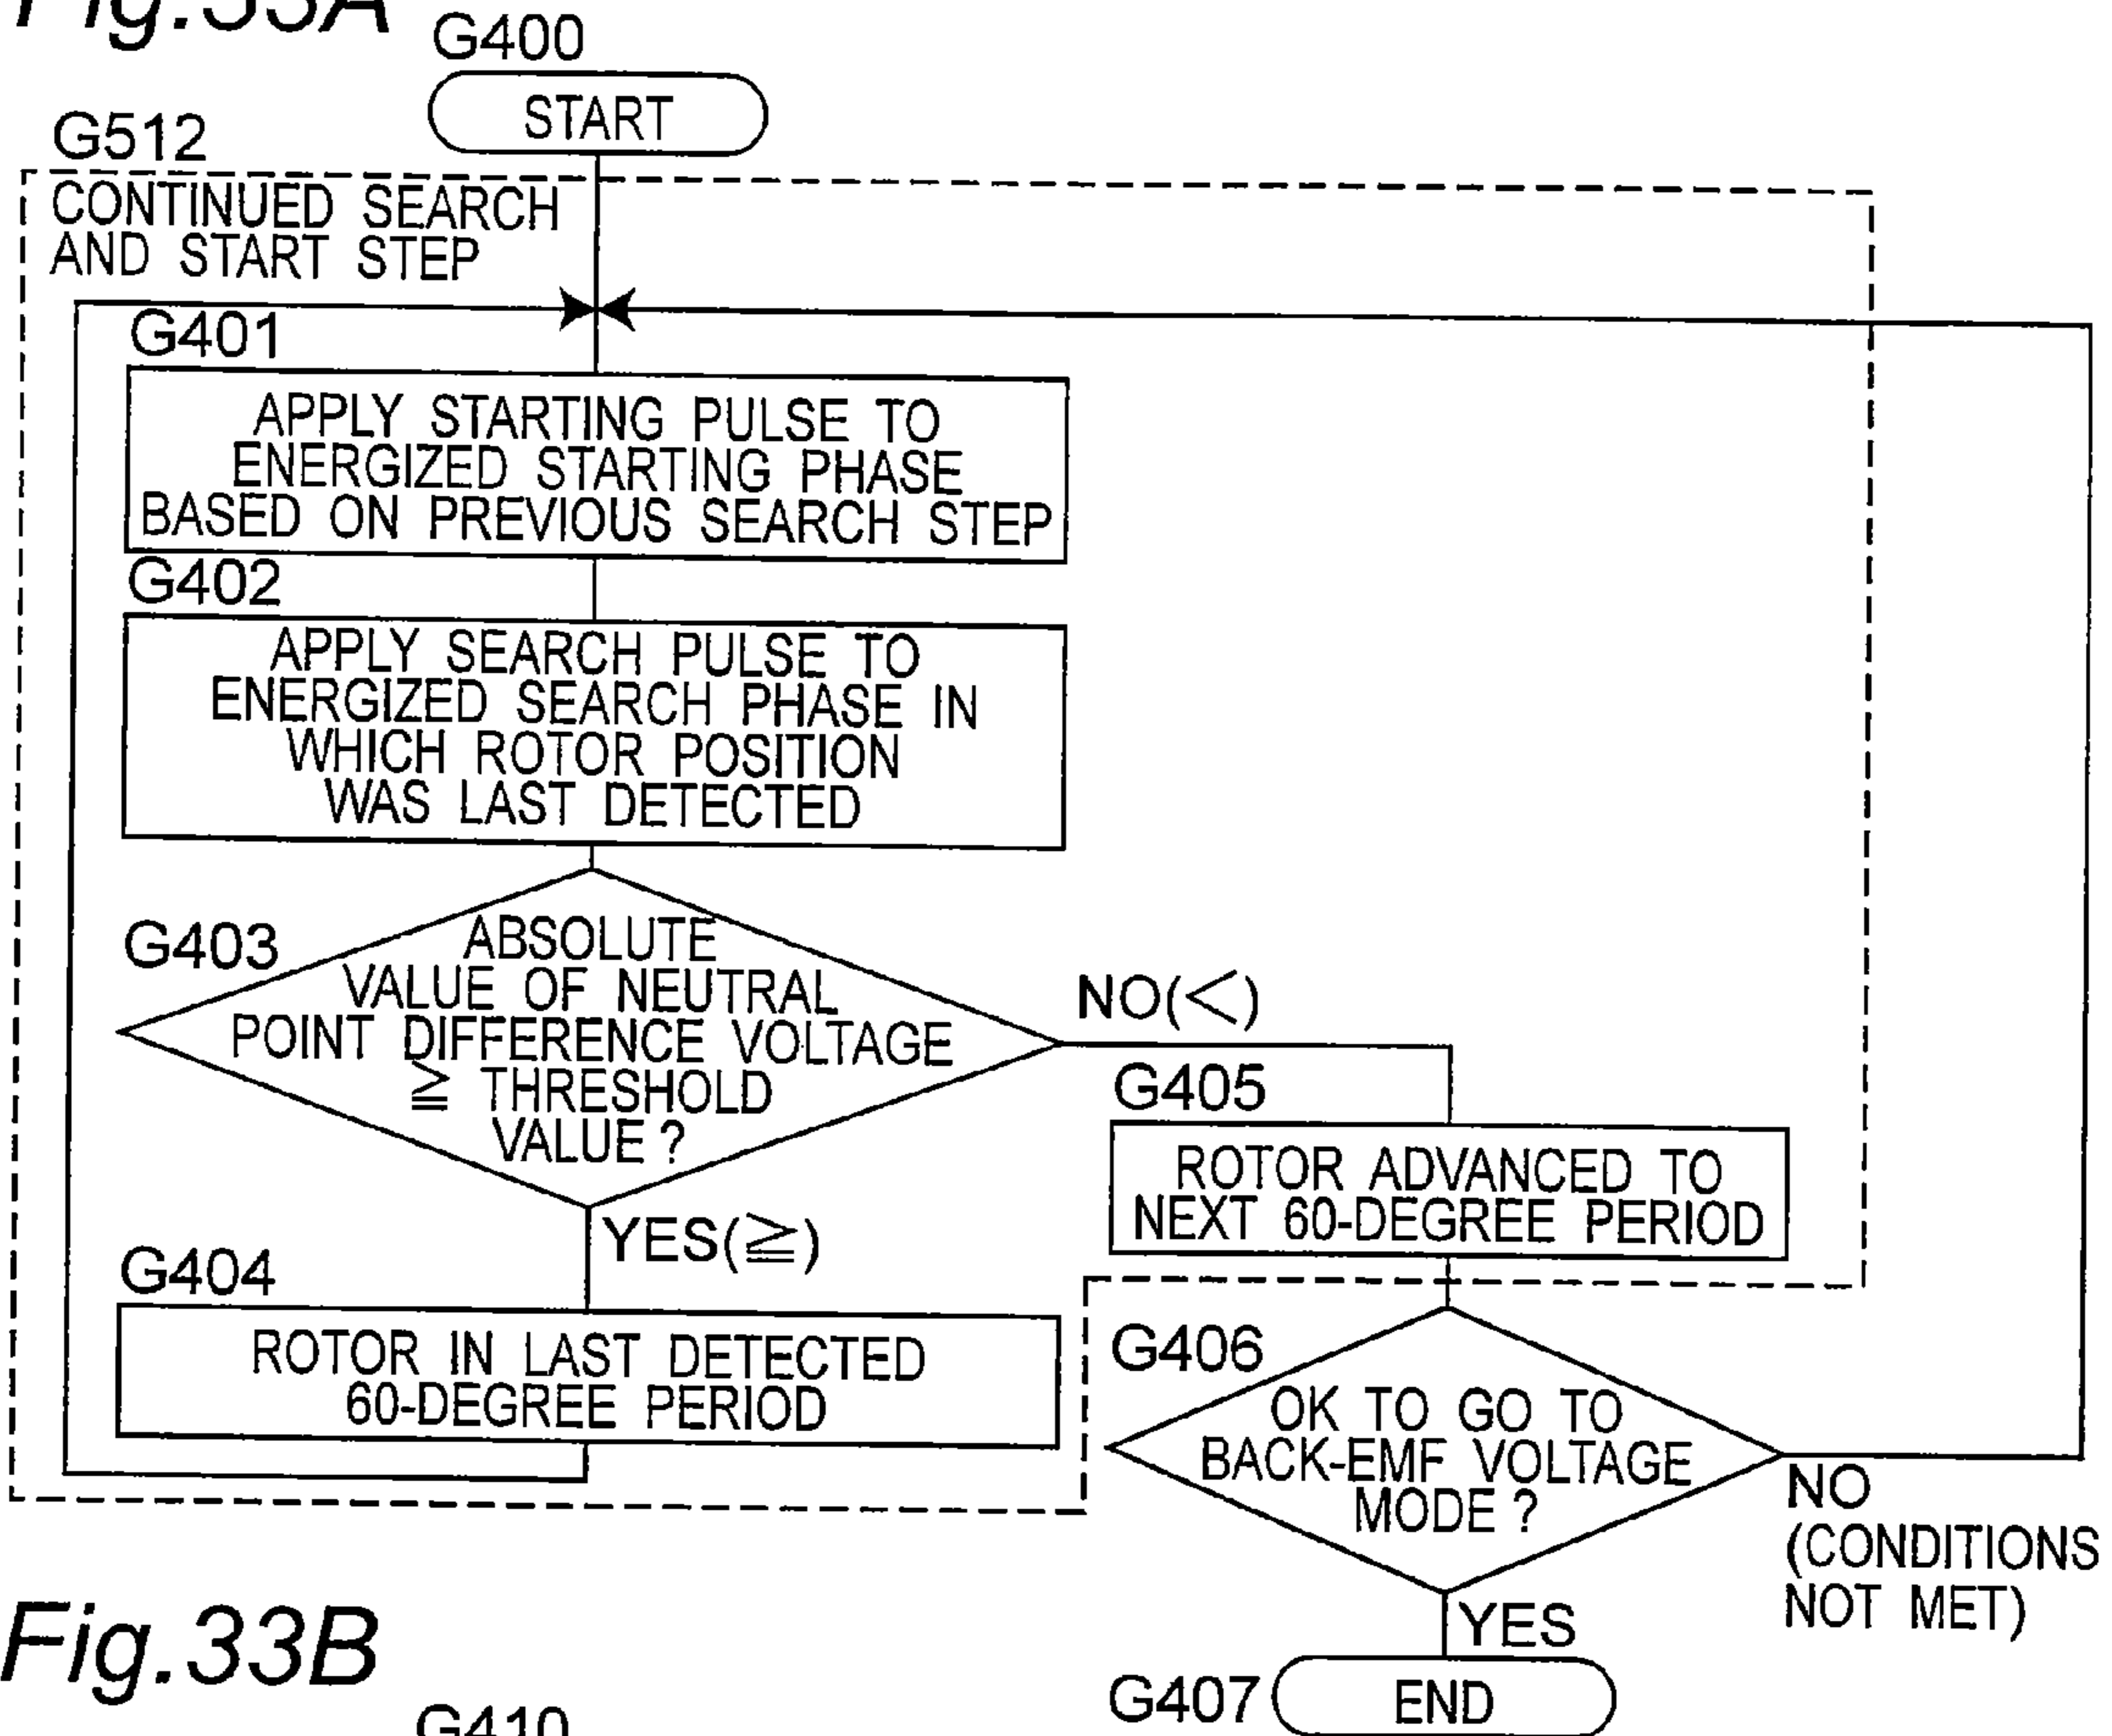 Fig.33A
G400
START
G512
CONTINUED SEARCH
AND START STEP
G401
APPLY STARTING PULSE TO
ENERGIZED STARTING PHASE
BASED ON PREVIOUS SEARCH STEP
G402
APPLY SEARCH PULSE TO
ENERGIZED SEARCH PHASE IN
WHICH ROTOR POSITION
WAS LAST DETECTED
G403
ABSOLUTE
VALUE OF NEUTRAL
POINT DIFFERENCE VOLTAGE
≧ THRESHOLD
VALUE?
NO(<)
YES(≧)
G404
ROTOR IN LAST DETECTED
60-DEGREE PERIOD
G405
ROTOR ADVANCED TO
NEXT 60-DEGREE PERIOD
G406
OK TO GO TO
BACK-EMF VOLTAGE
MODE?
NO
(CONDITIONS
NOT MET)
YES
G407
END
Fig.33B
G410